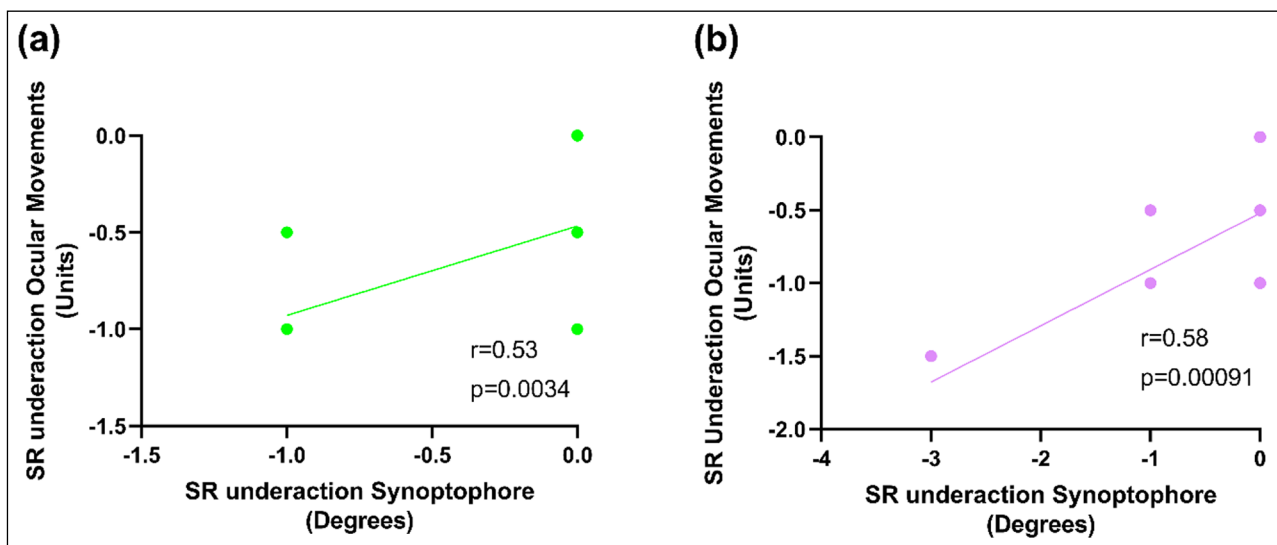 (a)
SR underaction Ocular Movements
(Units)
0.0
-0.5
-1.0
-1.5
-1.5
-1.0
-0.5
0.0
r=0.53
p=0.0034
SR underaction Synoptophore
(Degrees)
(b)
SR Underaction Ocular Movements
(Units)
0.0
-0.5
-1.0
-1.5
-2.0
-4
-3
-2
-1
0
r=0.58
p=0.00091
SR underaction Synoptophore
(Degrees)